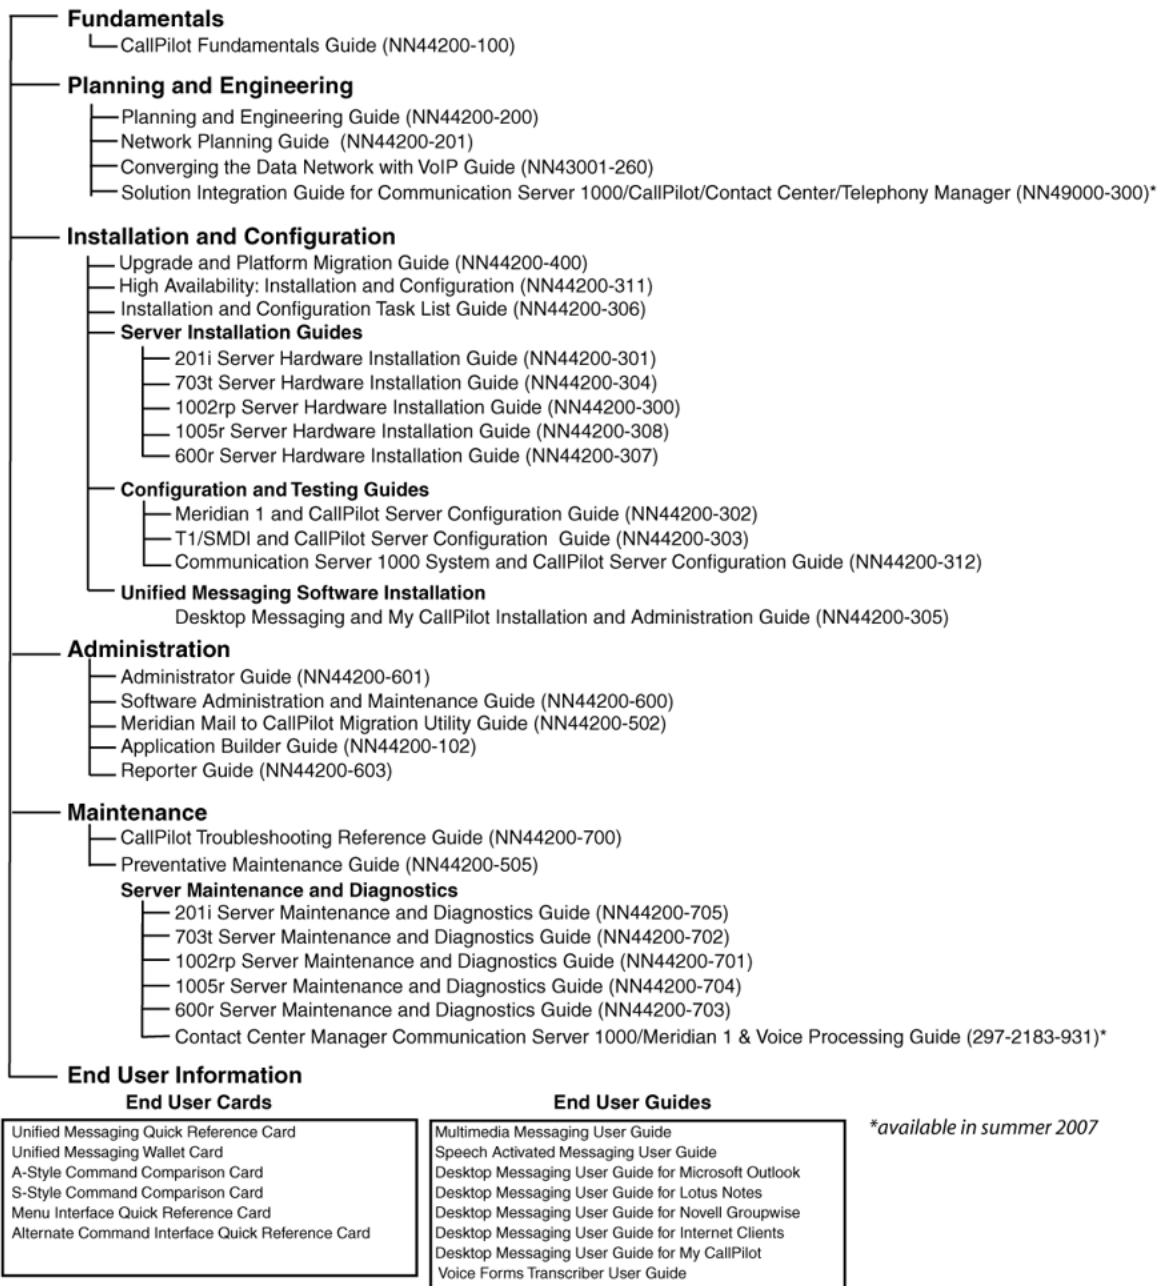 Fundamentals
CallPilot Fundamentals Guide (NN44200-100)
Planning and Engineering
Planning and Engineering Guide (NN44200-200)
Network Planning Guide (NN44200-201)
Converging the Data Network with VoIP Guide (NN43001-260)
Solution Integration Guide for Communication Server 1000/CallPilot/Contact Center/Telephony Manager (NN49000-300)*
Installation and Configuration
Upgrade and Platform Migration Guide (NN44200-400)
High Availability: Installation and Configuration (NN44200-311)
Installation and Configuration Task List Guide (NN44200-306)
Server Installation Guides
201i Server Hardware Installation Guide (NN44200-301)
703t Server Hardware Installation Guide (NN44200-304)
1002rp Server Hardware Installation Guide (NN44200-300)
1005r Server Hardware Installation Guide (NN44200-308)
600r Server Hardware Installation Guide (NN44200-307)
Configuration and Testing Guides
Meridian 1 and CallPilot Server Configuration Guide (NN44200-302)
T1/SMDI and CallPilot Server Configuration Guide (NN44200-303)
Communication Server 1000 System and CallPilot Server Configuration Guide (NN44200-312)
Unified Messaging Software Installation
Desktop Messaging and My CallPilot Installation and Administration Guide (NN44200-305)
Administration
Administrator Guide (NN44200-601)
Software Administration and Maintenance Guide (NN44200-600)
Meridian Mail to CallPilot Migration Utility Guide (NN44200-502)
Application Builder Guide (NN44200-102)
Reporter Guide (NN44200-603)
Maintenance
CallPilot Troubleshooting Reference Guide (NN44200-700)
Preventative Maintenance Guide (NN44200-505)
Server Maintenance and Diagnostics
201i Server Maintenance and Diagnostics Guide (NN44200-705)
703t Server Maintenance and Diagnostics Guide (NN44200-702)
1002rp Server Maintenance and Diagnostics Guide (NN44200-701)
1005r Server Maintenance and Diagnostics Guide (NN44200-704)
600r Server Maintenance and Diagnostics Guide (NN44200-703)
Contact Center Manager Communication Server 1000/Meridian 1 & Voice Processing Guide (297-2183-931)*
End User Information
End User Cards
Unified Messaging Quick Reference Card
Unified Messaging Wallet Card
A-Style Command Comparison Card
S-Style Command Comparison Card
Menu Interface Quick Reference Card
Alternate Command Interface Quick Reference Card
End User Guides
Multimedia Messaging User Guide
Speech Activated Messaging User Guide
Desktop Messaging User Guide for Microsoft Outlook
Desktop Messaging User Guide for Lotus Notes
Desktop Messaging User Guide for Novell Groupwise
Desktop Messaging User Guide for Internet Clients
Desktop Messaging User Guide for My CallPilot
Voice Forms Transcriber User Guide
*available in summer 2007